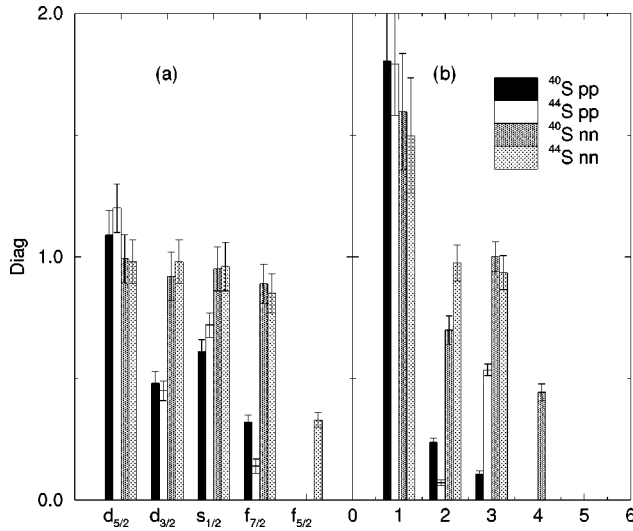 2.0
(a)
(b)
⁴⁰S pp
⁴⁴S pp
⁴⁰S nn
⁴⁴S nn
1.0
Diag
0.0
d₅/₂ d₃/₂ s₁/₂ f₇/₂ f₅/₂ 0 1 2 3 4 5 6